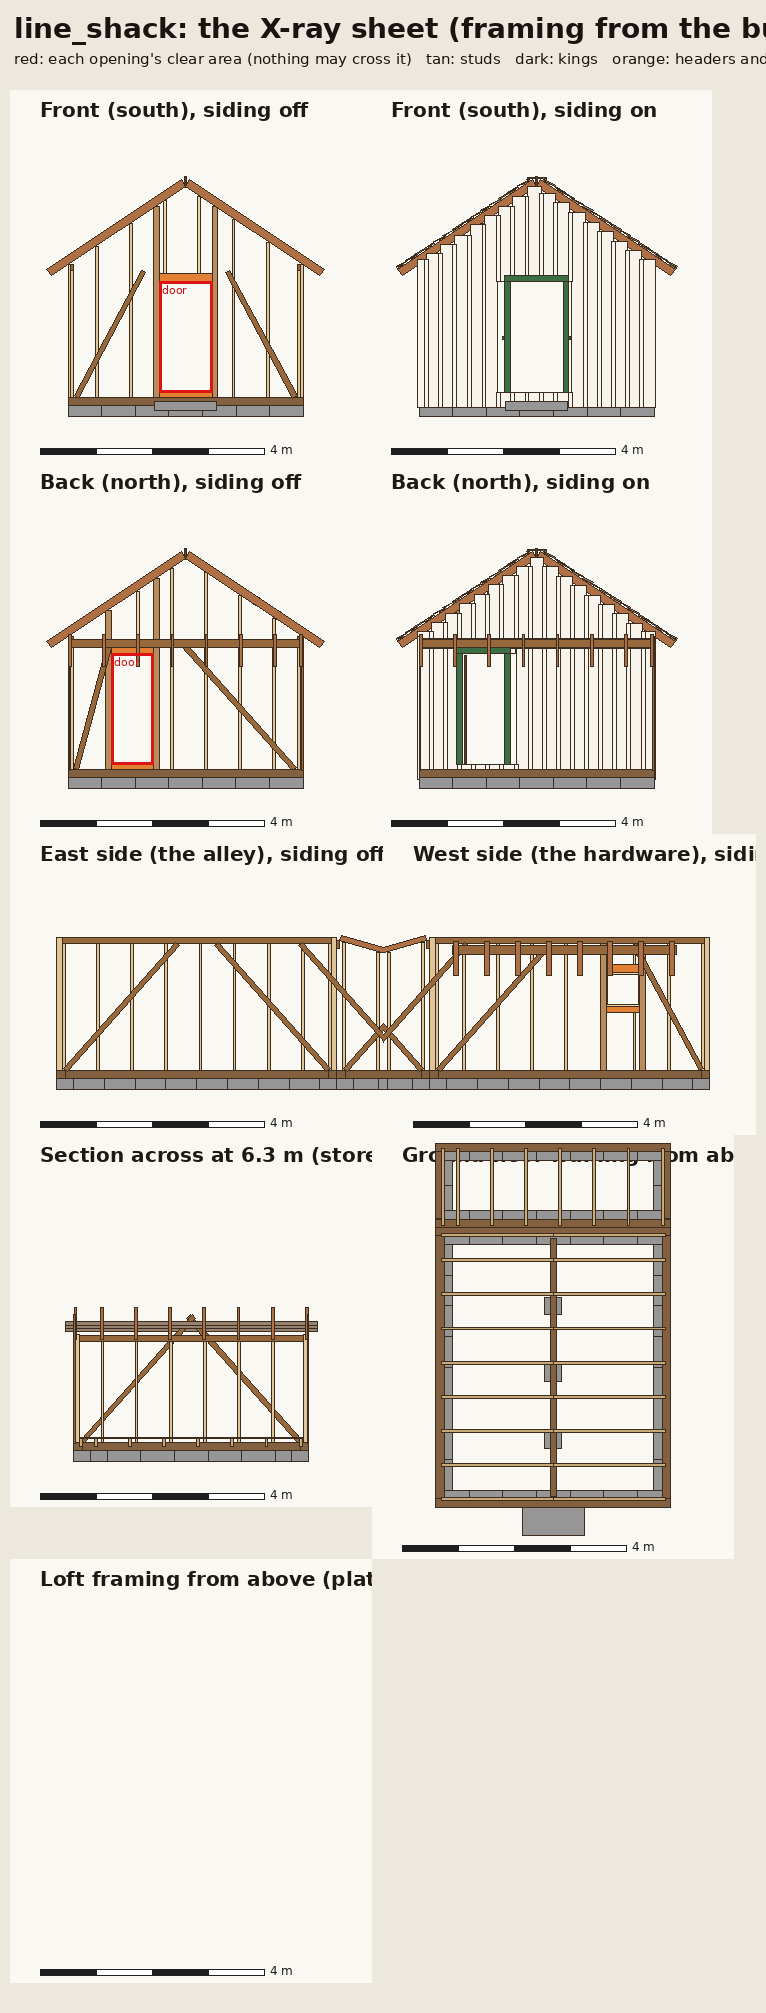 line_shack: the X-ray sheet (framing from the bu
red: each opening's clear area (nothing may cross it) tan: studs dark: kings orange: headers and
Front (south), siding off
Front (south), siding on
door
4 m
4 m
Back (north), siding off
Back (north), siding on
door
4 m
4 m
East side (the alley), siding off
West side (the hardware), sidi
4 m
4 m
Section across at 6.3 m (store
om ab
4 m
4 m
Loft framing from above (plat
4 m